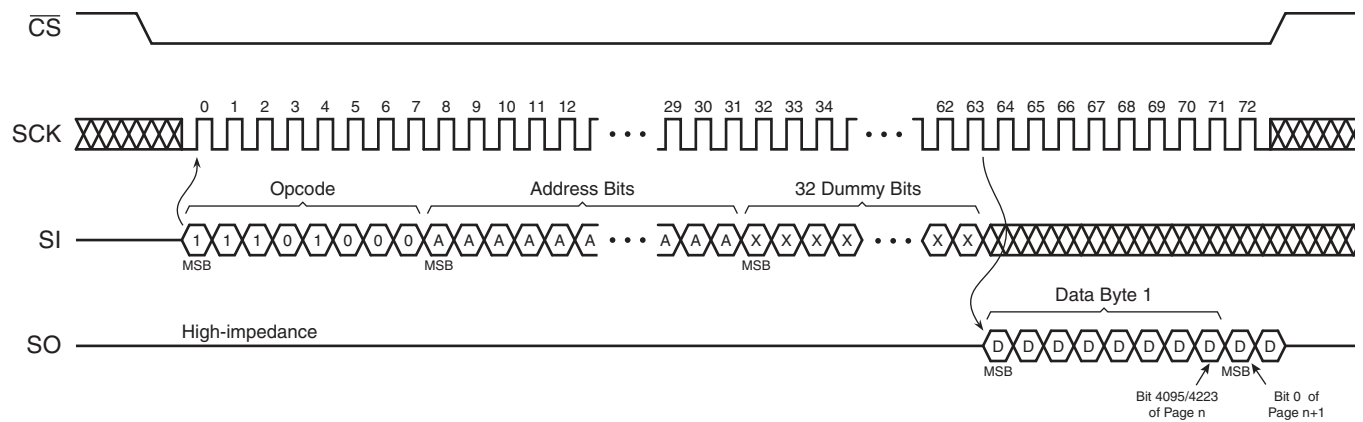 CS
0 1 2 3 4 5 6 7 8 9 10 11 12 29 30 31 32 33 34 62 63 64 65 66 67 68 69 70 71 72
SCK
Opcode Address Bits 32 Dummy Bits
SI 1 1 1 0 1 0 0 0 A A A A A A A A A X X X X X X
MSB MSB MSB
Data Byte 1
High-impedance
SO D D D D D D D D D D
MSB MSB
Bit 4095/4223 Bit 0 of
of Page n Page n+1